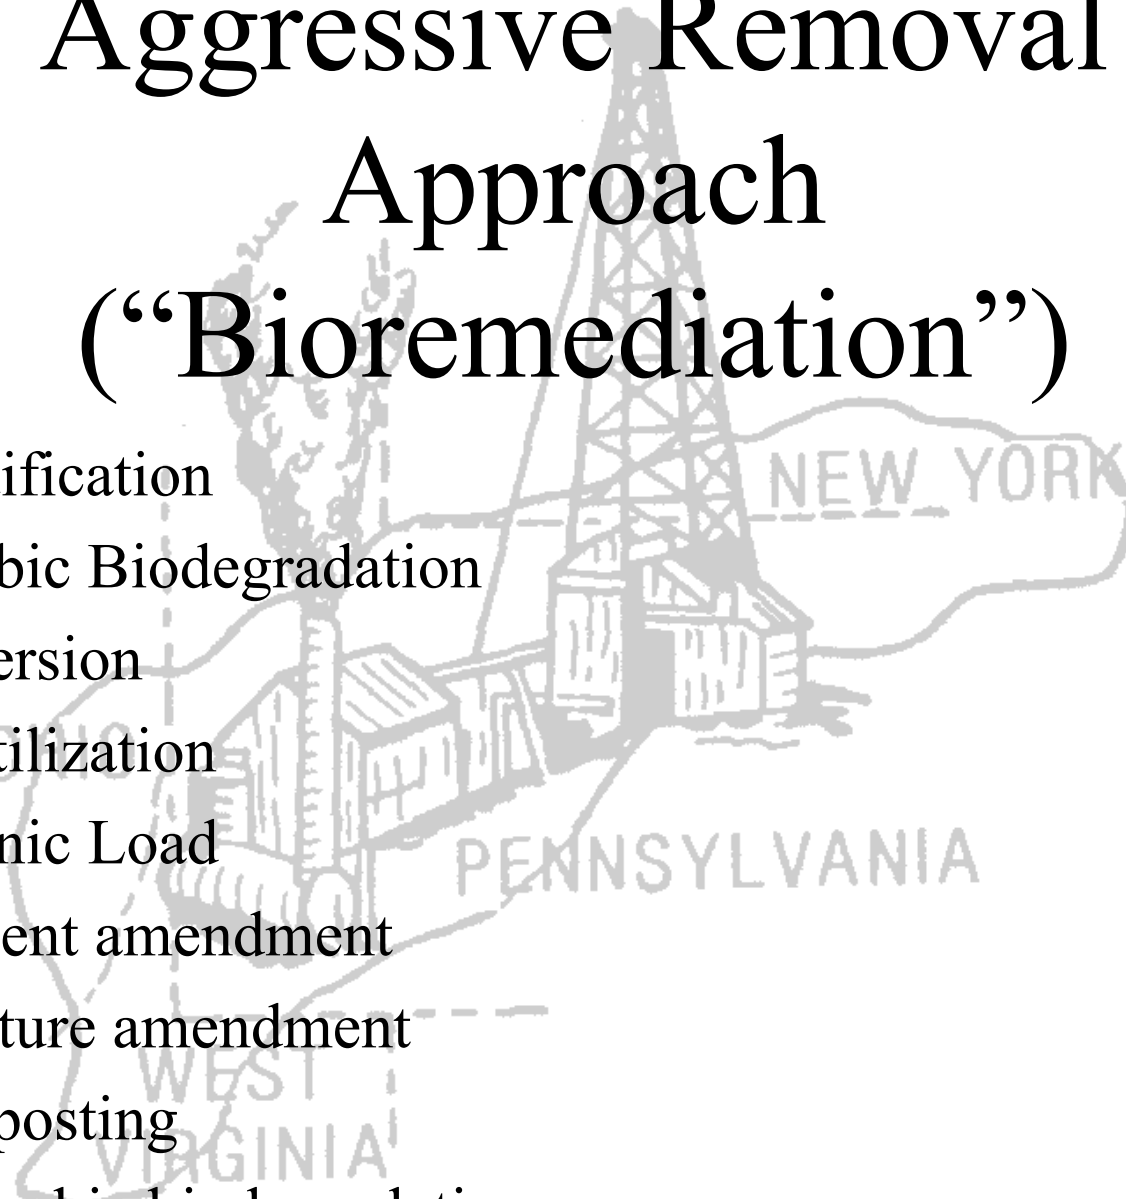 Aggressive Removal
Approach
(“Bioremediation”)
ification
NEW YORK
bic Biodegradation
ersion
OHIO
tilization
nic Load
PENNSYLVANIA
ent amendment
ture amendment
WEST
posting
VIRGINIA